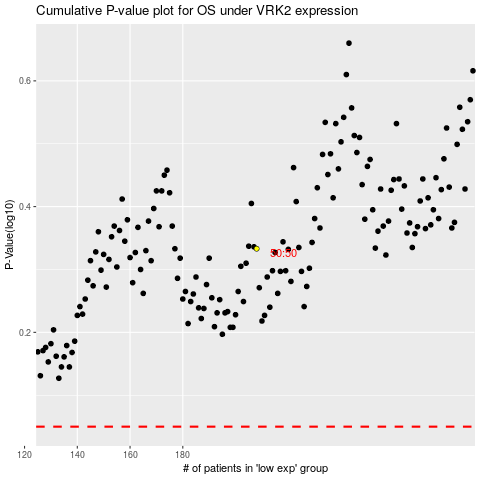 Cumulative P-value plot for OS under VRK2 expression
P-Value(log10)
0.6
0.4
0.2
50:50
120 140 160 180
# of patients in 'low exp' group